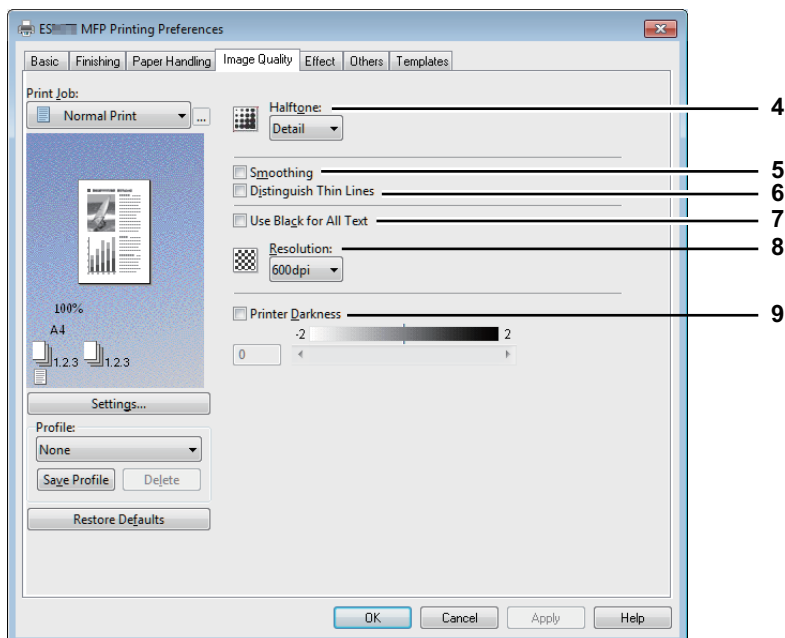 ES MFP Printing Preferences
Basic Finishing Paper Handling Image Quality Effect Others Templates
Print Job:
Normal Print ...
100%
A4
1.2.3 1.2.3
Settings...
Profile:
None
Save Profile Delete
Restore Defaults
Halftone: 4
Detail
Smoothing 5
Distinguish Thin Lines 6
Use Black for All Text 7
Resolution: 8
600dpi
Printer Darkness 9
-2 2
0
OK Cancel Apply Help